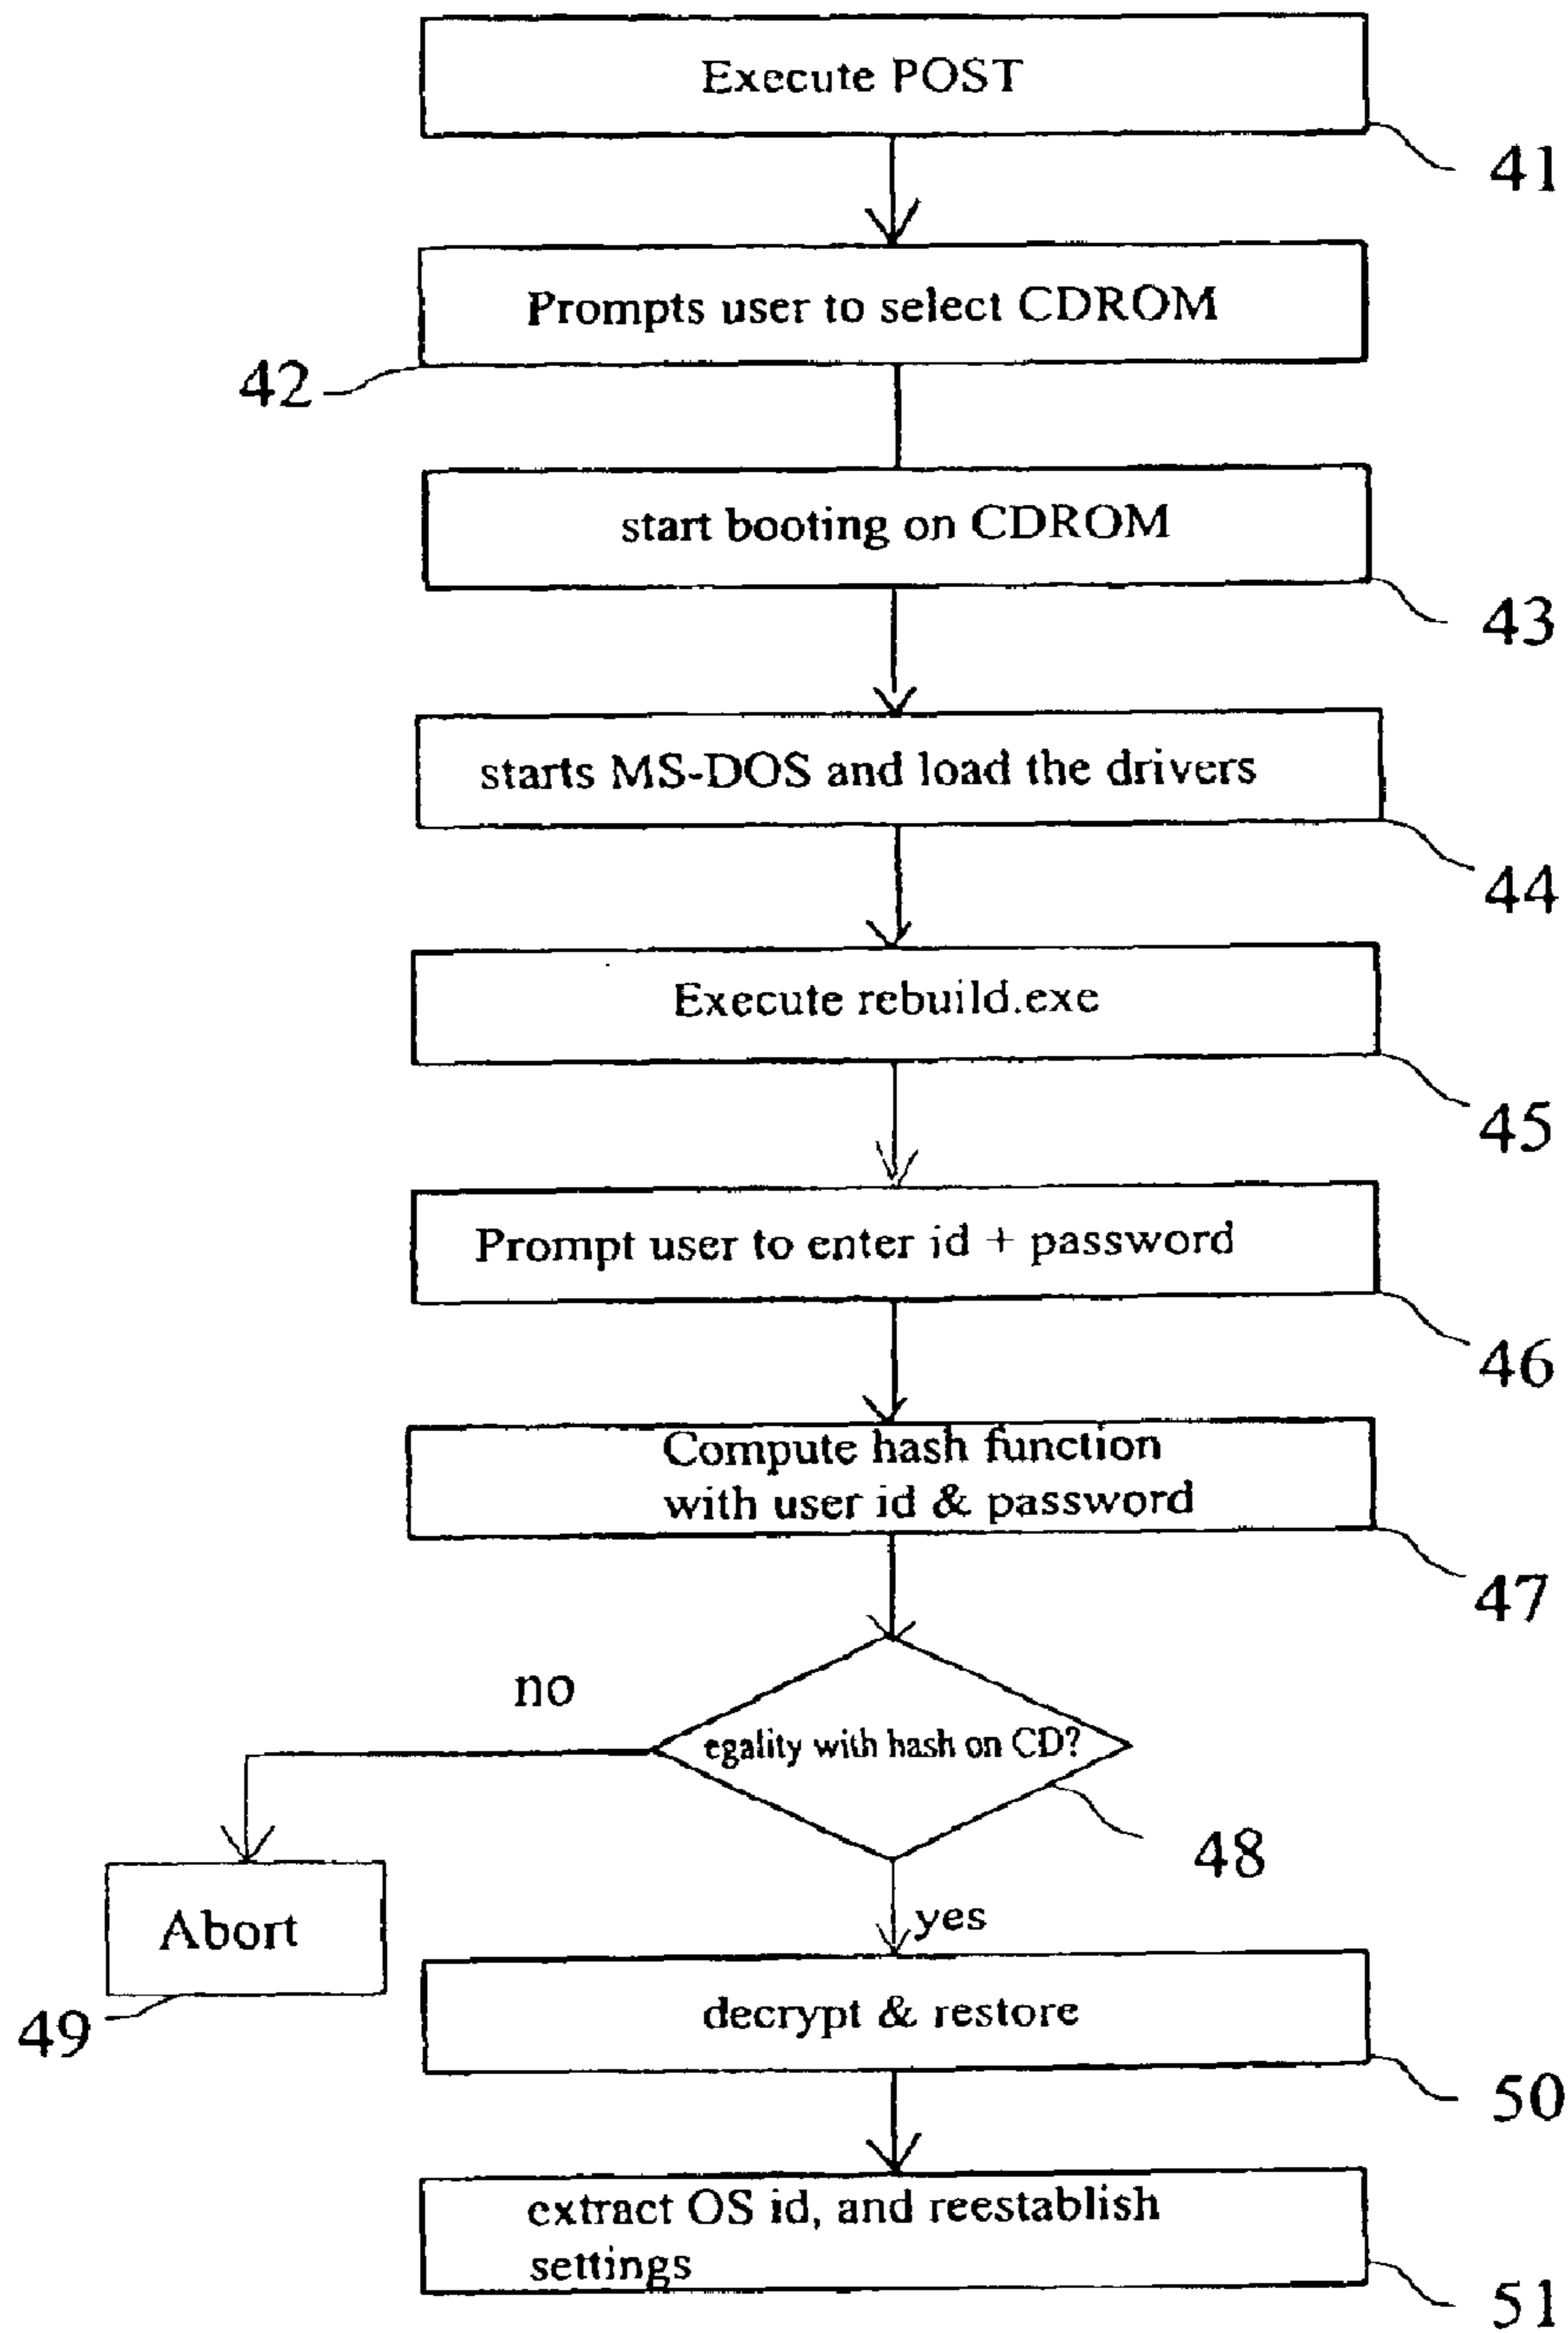 Execute POST
41
Prompts user to select CDROM
42
start booting on CDROM
43
starts MS-DOS and load the drivers
44
Execute rebuild.exe
45
Prompt user to enter id + password
46
Compute hash function
with user id & password
47
no
egality with hash on CD?
48
Abort
yes
49
decrypt & restore
50
extract OS id, and reestablish
settings
51